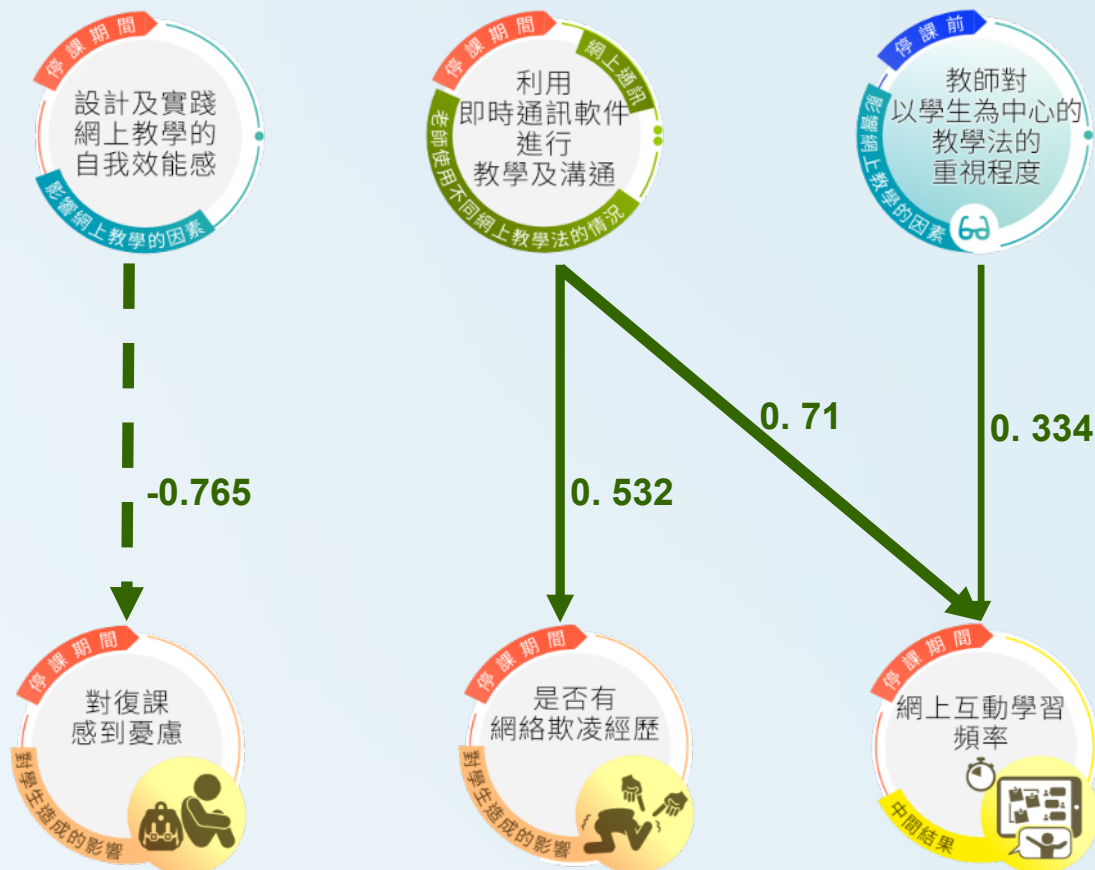 停課期間
設計及實踐
網上教學的
自我效能感
影響網上教學的因素
停課期間
網上通訊
利用
即時通訊軟件
進行
教學及溝通
老師使用不同網上教學法的情況
停課前
教師對
以學生為中心的
教學法的
重視程度
影響網上教學的因素
-0.765
0. 532
0. 71
0. 334
停課期間
對復課
感到憂慮
對學生造成的影響
停課期間
是否有
網絡欺凌經歷
對學生造成的影響
停課期間
網上互動學習
頻率
中間結果